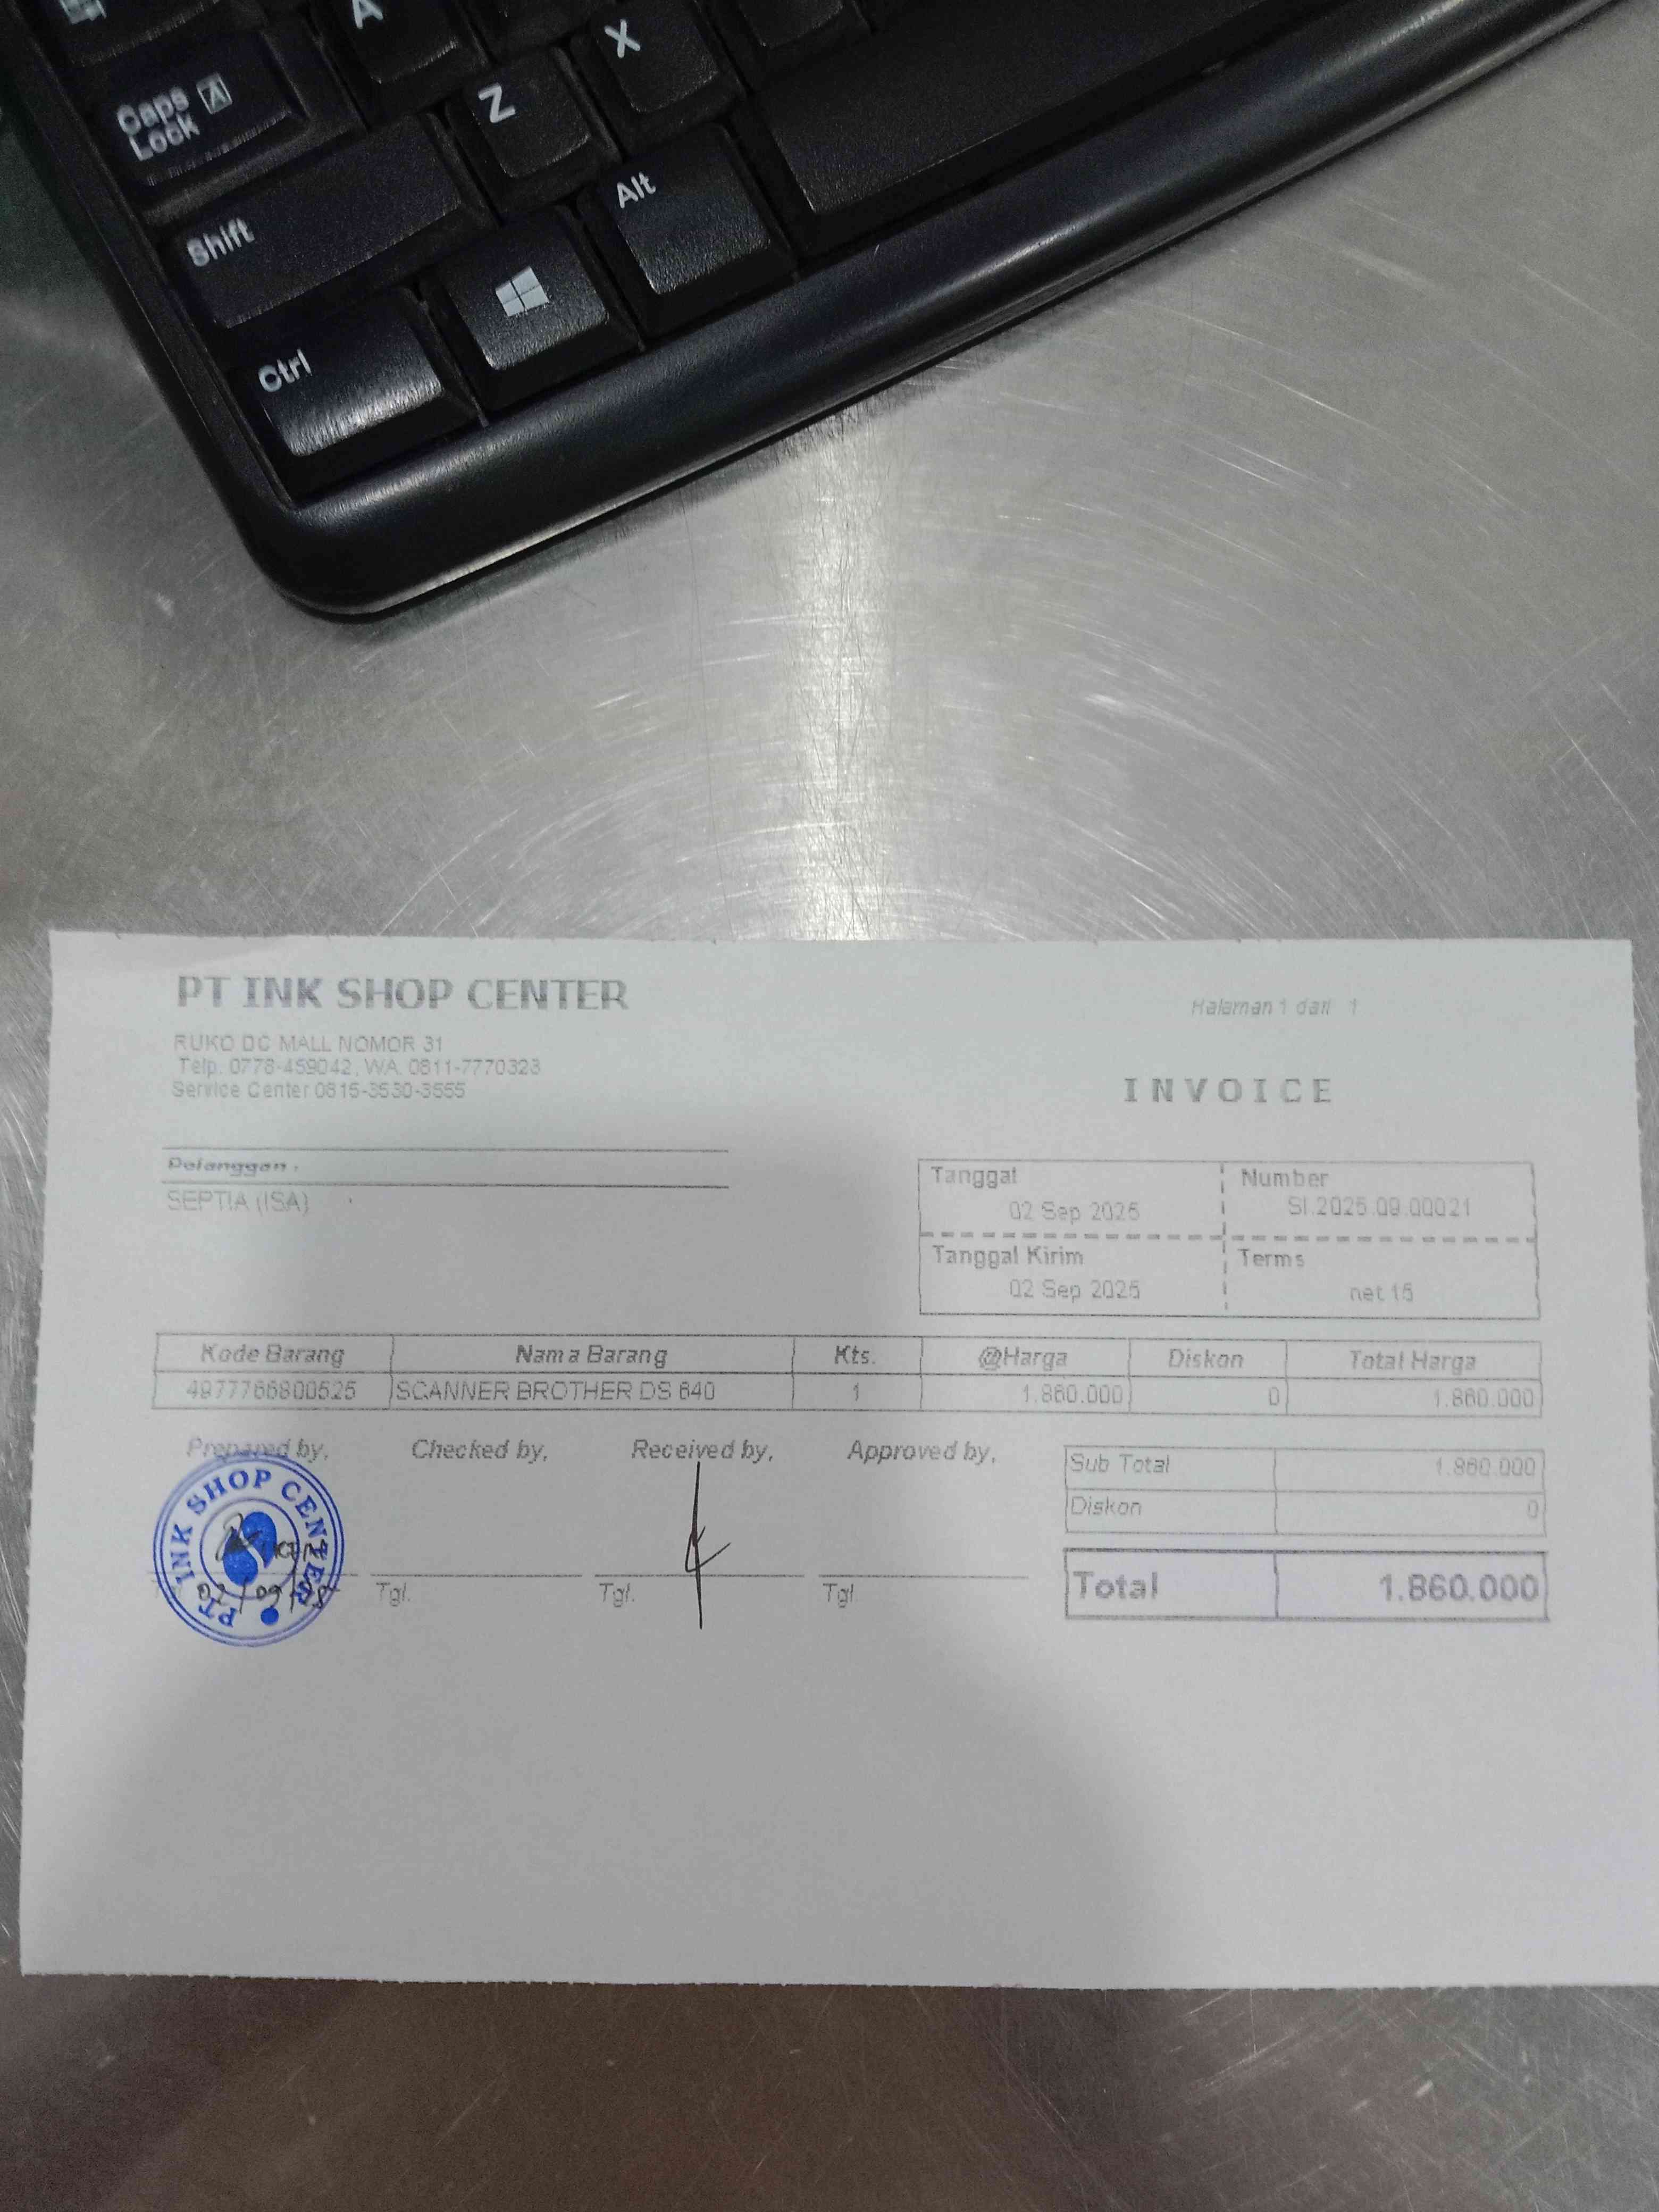 A
X
Caps
Lock
A
Z
Alt
Shift
Ctrl
PT INK SHOP CENTER
Halaman 1 dari 1
RUKO DC MALL NOMOR 31
Telp. 0778-459042, WA. 0811-7770323
Service Center 0815-3530-3555
INVOICE
Pelanggan :
SEPTIA (ISA)
Tanggal
02 Sep 2025
Number
SI.2025.09.00021
Tanggal Kirim
02 Sep 2025
Terms
net 15
Kode Barang Nama Barang Kts. @Harga Diskon Total Harga
4977766800525 SCANNER BROTHER DS 640 1 1.860.000 0 1.860.000
Prepared by, Checked by, Received by, Approved by,
Sub Total 1.860.000
Diskon 0
Total 1.860.000
PT INK SHOP CENTER
Tgl. Tgl. Tgl.